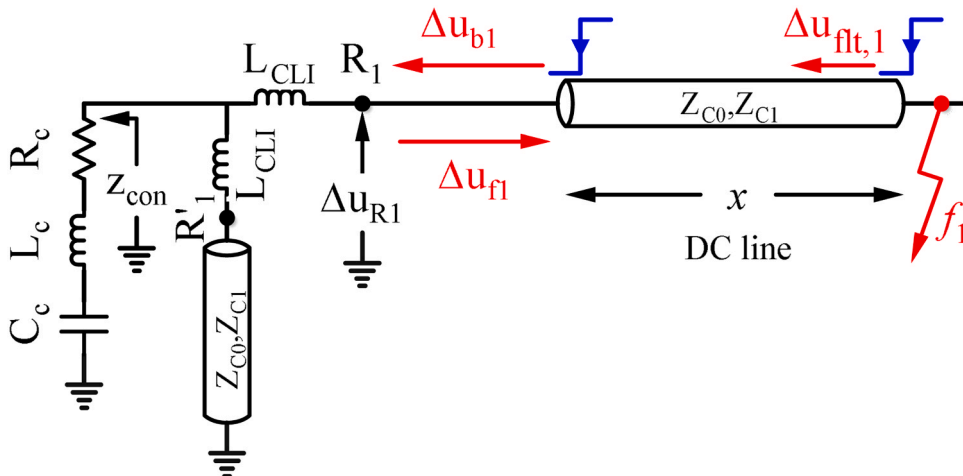 Δu_b1
Δu_flt,1
L_CLI
R_1
Z_C0,Z_C1
R_c
z_con
L_CLI
Δu_f1
R'_1
Δu_R1
x
f_1
L_c
DC line
C_c
Z_C0,Z_C1